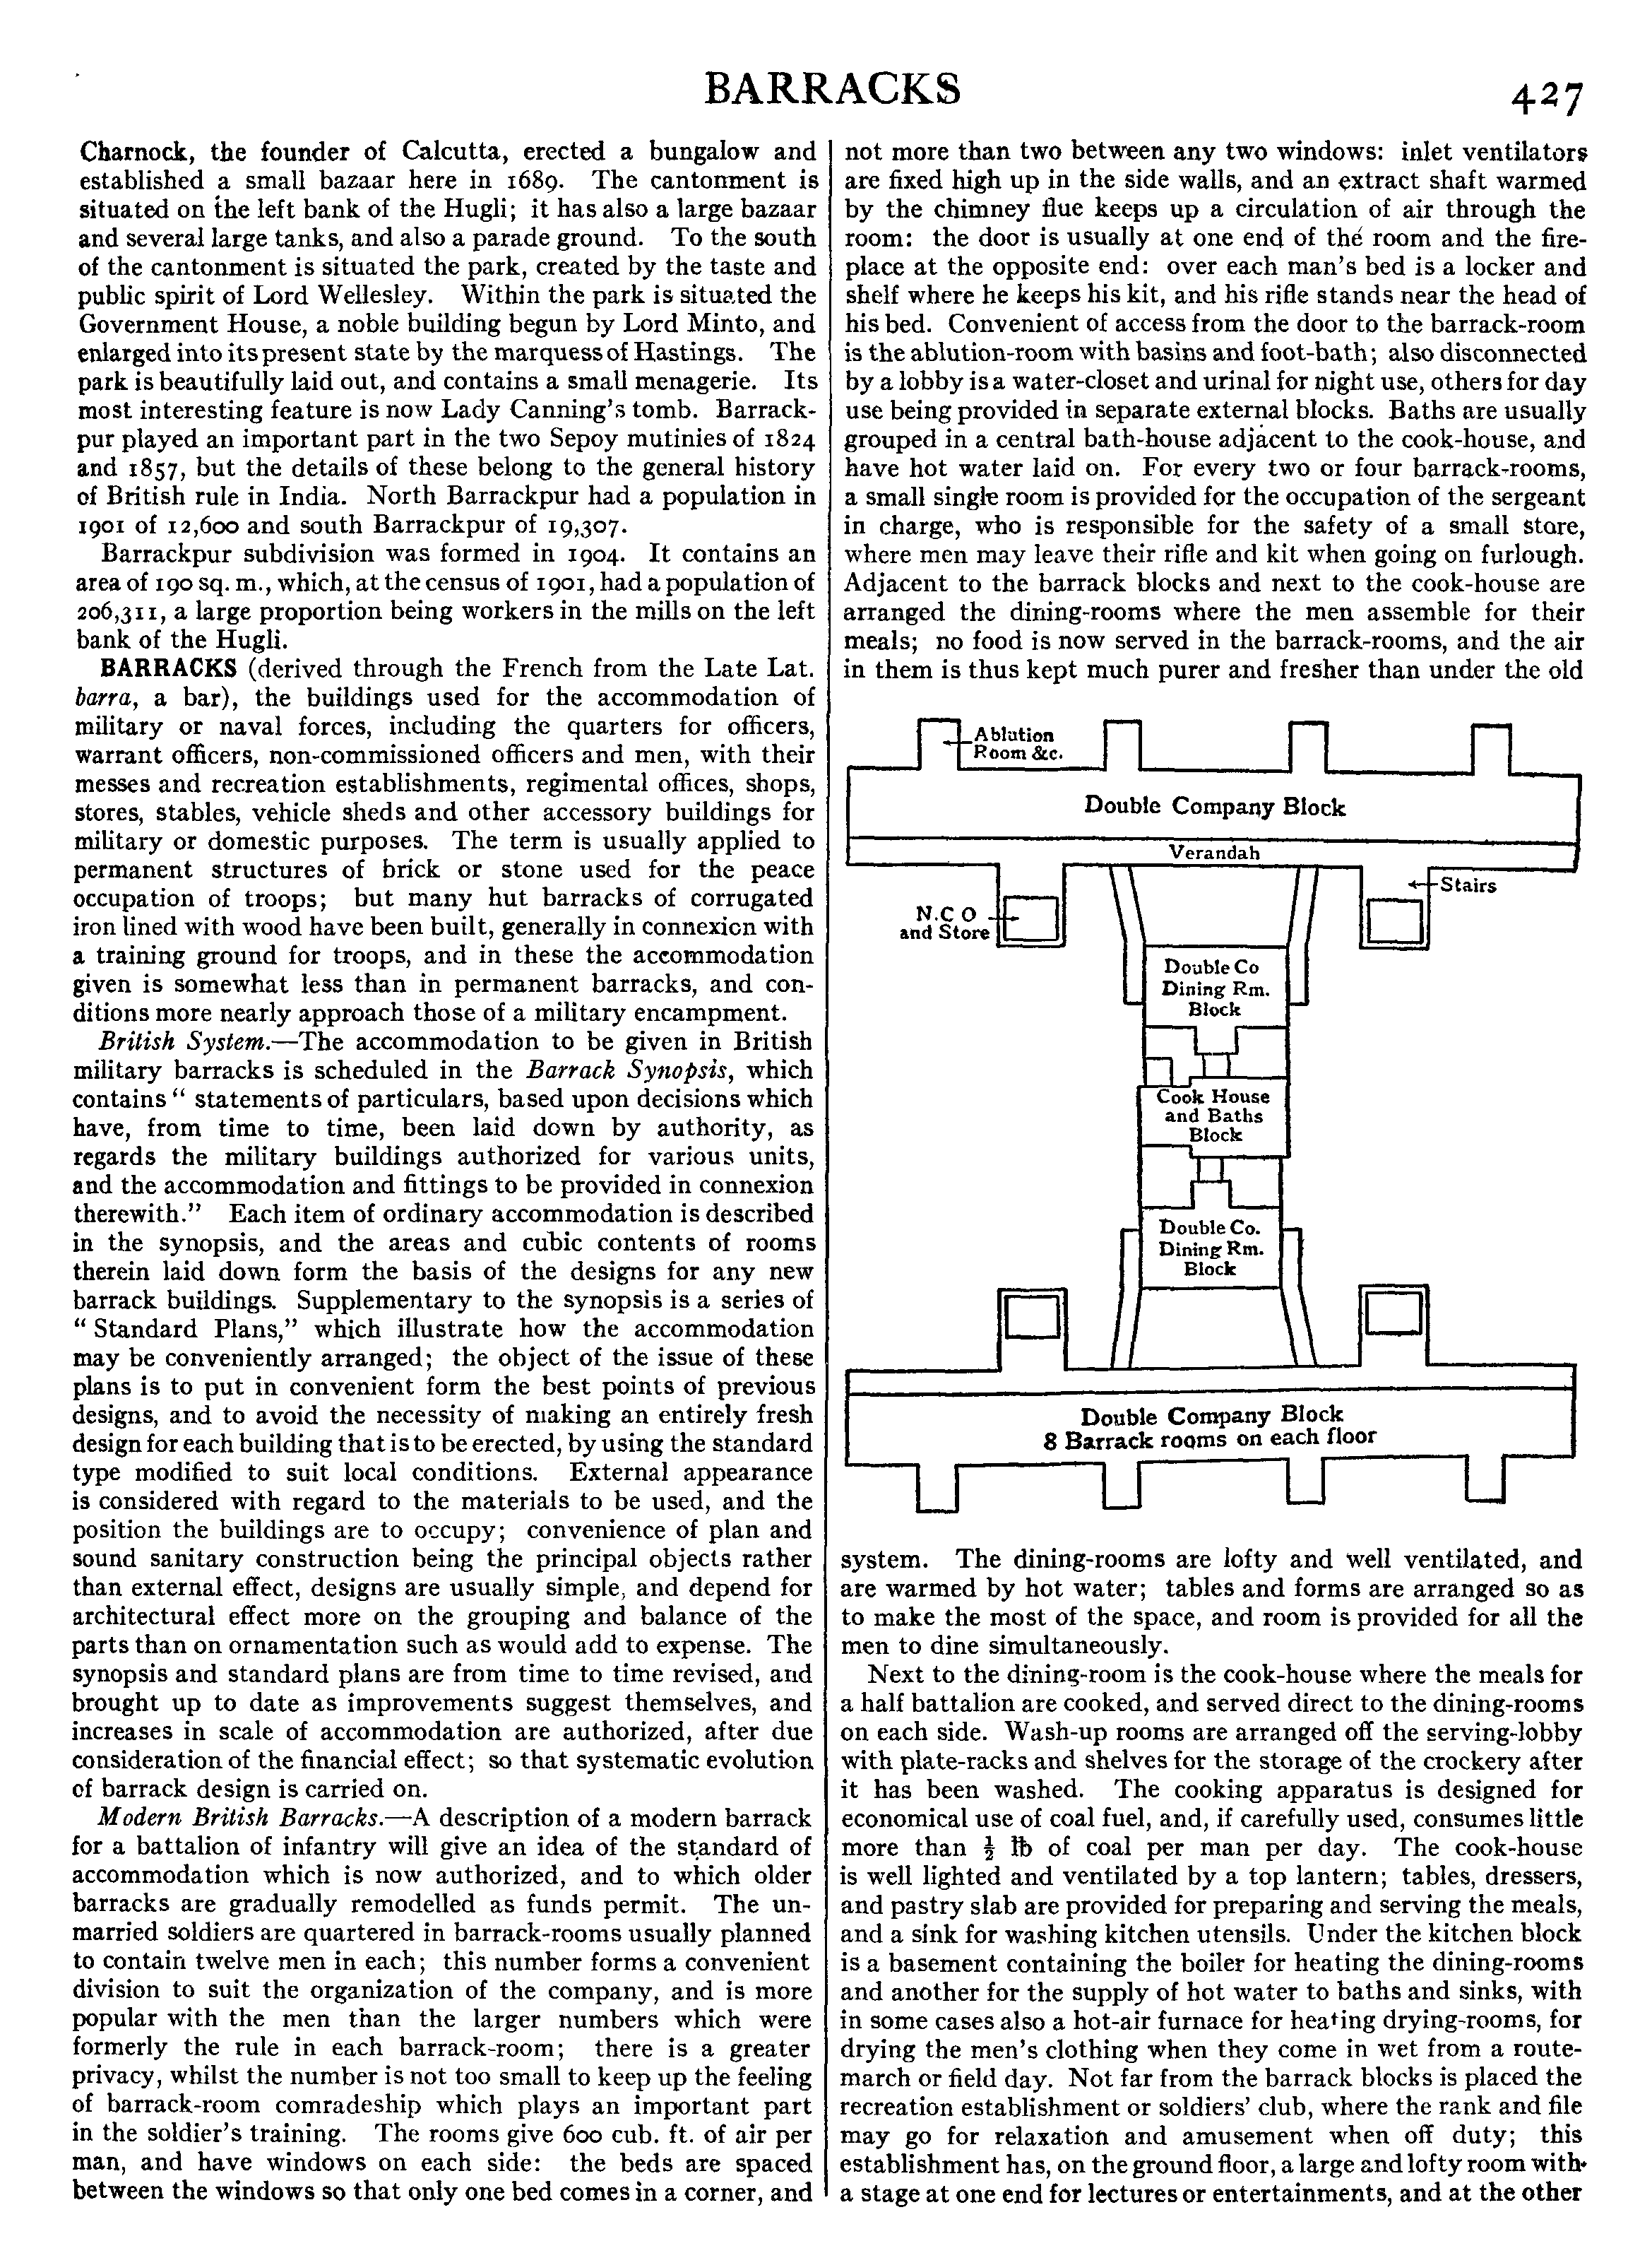 BARRACKS
427
Charnock, the founder of Calcutta, erected a bungalow and
established a small bazaar here in 1689. The cantonment is
situated on the left bank of the Hugli; it has also a large bazaar
and several large tanks, and also a parade ground. To the south
of the cantonment is situated the park, created by the taste and
public spirit of Lord Wellesley. Within the park is situated the
Government House, a noble building begun by Lord Minto, and
enlarged into its present state by the marquess of Hastings. The
park is beautifully laid out, and contains a small menagerie. Its
most interesting feature is now Lady Canning's tomb. Barrack-
pur played an important part in the two Sepoy mutinies of 1824
and 1857, but the details of these belong to the general history
of British rule in India. North Barrackpur had a population in
1901 of 12,600 and south Barrackpur of 19,307.
Barrackpur subdivision was formed in 1904. It contains an
area of 190 sq. m., which, at the census of 1901, had a population of
206,311, a large proportion being workers in the mills on the left
bank of the Hugli.
BARRACKS (derived through the French from the Late Lat.
barra, a bar), the buildings used for the accommodation of
military or naval forces, including the quarters for officers,
warrant officers, non-commissioned officers and men, with their
messes and recreation establishments, regimental offices, shops,
stores, stables, vehicle sheds and other accessory buildings for
military or domestic purposes. The term is usually applied to
permanent structures of brick or stone used for the peace
occupation of troops; but many hut barracks of corrugated
iron lined with wood have been built, generally in connexion with
a training ground for troops, and in these the accommodation
given is somewhat less than in permanent barracks, and con-
ditions more nearly approach those of a military encampment.
British System.—The accommodation to be given in British
military barracks is scheduled in the Barrack Synopsis, which
contains " statements of particulars, based upon decisions which
have, from time to time, been laid down by authority, as
regards the military buildings authorized for various units,
and the accommodation and fittings to be provided in connexion
therewith." Each item of ordinary accommodation is described
in the synopsis, and the areas and cubic contents of rooms
therein laid down form the basis of the designs for any new
barrack buildings. Supplementary to the synopsis is a series of
" Standard Plans," which illustrate how the accommodation
may be conveniently arranged; the object of the issue of these
plans is to put in convenient form the best points of previous
designs, and to avoid the necessity of making an entirely fresh
design for each building that is to be erected, by using the standard
type modified to suit local conditions. External appearance
is considered with regard to the materials to be used, and the
position the buildings are to occupy; convenience of plan and
sound sanitary construction being the principal objects rather
than external effect, designs are usually simple, and depend for
architectural effect more on the grouping and balance of the
parts than on ornamentation such as would add to expense. The
synopsis and standard plans are from time to time revised, and
brought up to date as improvements suggest themselves, and
increases in scale of accommodation are authorized, after due
consideration of the financial effect; so that systematic evolution
of barrack design is carried on.
Modern British Barracks.—A description of a modern barrack
for a battalion of infantry will give an idea of the standard of
accommodation which is now authorized, and to which older
barracks are gradually remodelled as funds permit. The un-
married soldiers are quartered in barrack-rooms usually planned
to contain twelve men in each; this number forms a convenient
division to suit the organization of the company, and is more
popular with the men than the larger numbers which were
formerly the rule in each barrack-room; there is a greater
privacy, whilst the number is not too small to keep up the feeling
of barrack-room comradeship which plays an important part
in the soldier's training. The rooms give 600 cub. ft. of air per
man, and have windows on each side: the beds are spaced
between the windows so that only one bed comes in a corner, and
not more than two between any two windows: inlet ventilators
are fixed high up in the side walls, and an extract shaft warmed
by the chimney flue keeps up a circulation of air through the
room: the door is usually at one end of the room and the fire-
place at the opposite end: over each man's bed is a locker and
shelf where he keeps his kit, and his rifle stands near the head of
his bed. Convenient of access from the door to the barrack-room
is the ablution-room with basins and foot-bath; also disconnected
by a lobby is a water-closet and urinal for night use, others for day
use being provided in separate external blocks. Baths are usually
grouped in a central bath-house adjacent to the cook-house, and
have hot water laid on. For every two or four barrack-rooms,
a small single room is provided for the occupation of the sergeant
in charge, who is responsible for the safety of a small store,
where men may leave their rifle and kit when going on furlough.
Adjacent to the barrack blocks and next to the cook-house are
arranged the dining-rooms where the men assemble for their
meals; no food is now served in the barrack-rooms, and the air
in them is thus kept much purer and fresher than under the old
Ablution
Room &c.
Double Company Block
Verandah
Stairs
N.C O
and Store
Double Co
Dining Rm.
Block
Cook House
and Baths
Block
Double Co.
Dining Rm.
Block
Double Company Block
8 Barrack rooms on each floor
system. The dining-rooms are lofty and well ventilated, and
are warmed by hot water; tables and forms are arranged so as
to make the most of the space, and room is provided for all the
men to dine simultaneously.
Next to the dining-room is the cook-house where the meals for
a half battalion are cooked, and served direct to the dining-rooms
on each side. Wash-up rooms are arranged off the serving-lobby
with plate-racks and shelves for the storage of the crockery after
it has been washed. The cooking apparatus is designed for
economical use of coal fuel, and, if carefully used, consumes little
more than ½ ℔ of coal per man per day. The cook-house
is well lighted and ventilated by a top lantern; tables, dressers,
and pastry slab are provided for preparing and serving the meals,
and a sink for washing kitchen utensils. Under the kitchen block
is a basement containing the boiler for heating the dining-rooms
and another for the supply of hot water to baths and sinks, with
in some cases also a hot-air furnace for heating drying-rooms, for
drying the men's clothing when they come in wet from a route-
march or field day. Not far from the barrack blocks is placed the
recreation establishment or soldiers' club, where the rank and file
may go for relaxation and amusement when off duty; this
establishment has, on the ground floor, a large and lofty room with
a stage at one end for lectures or entertainments, and at the other